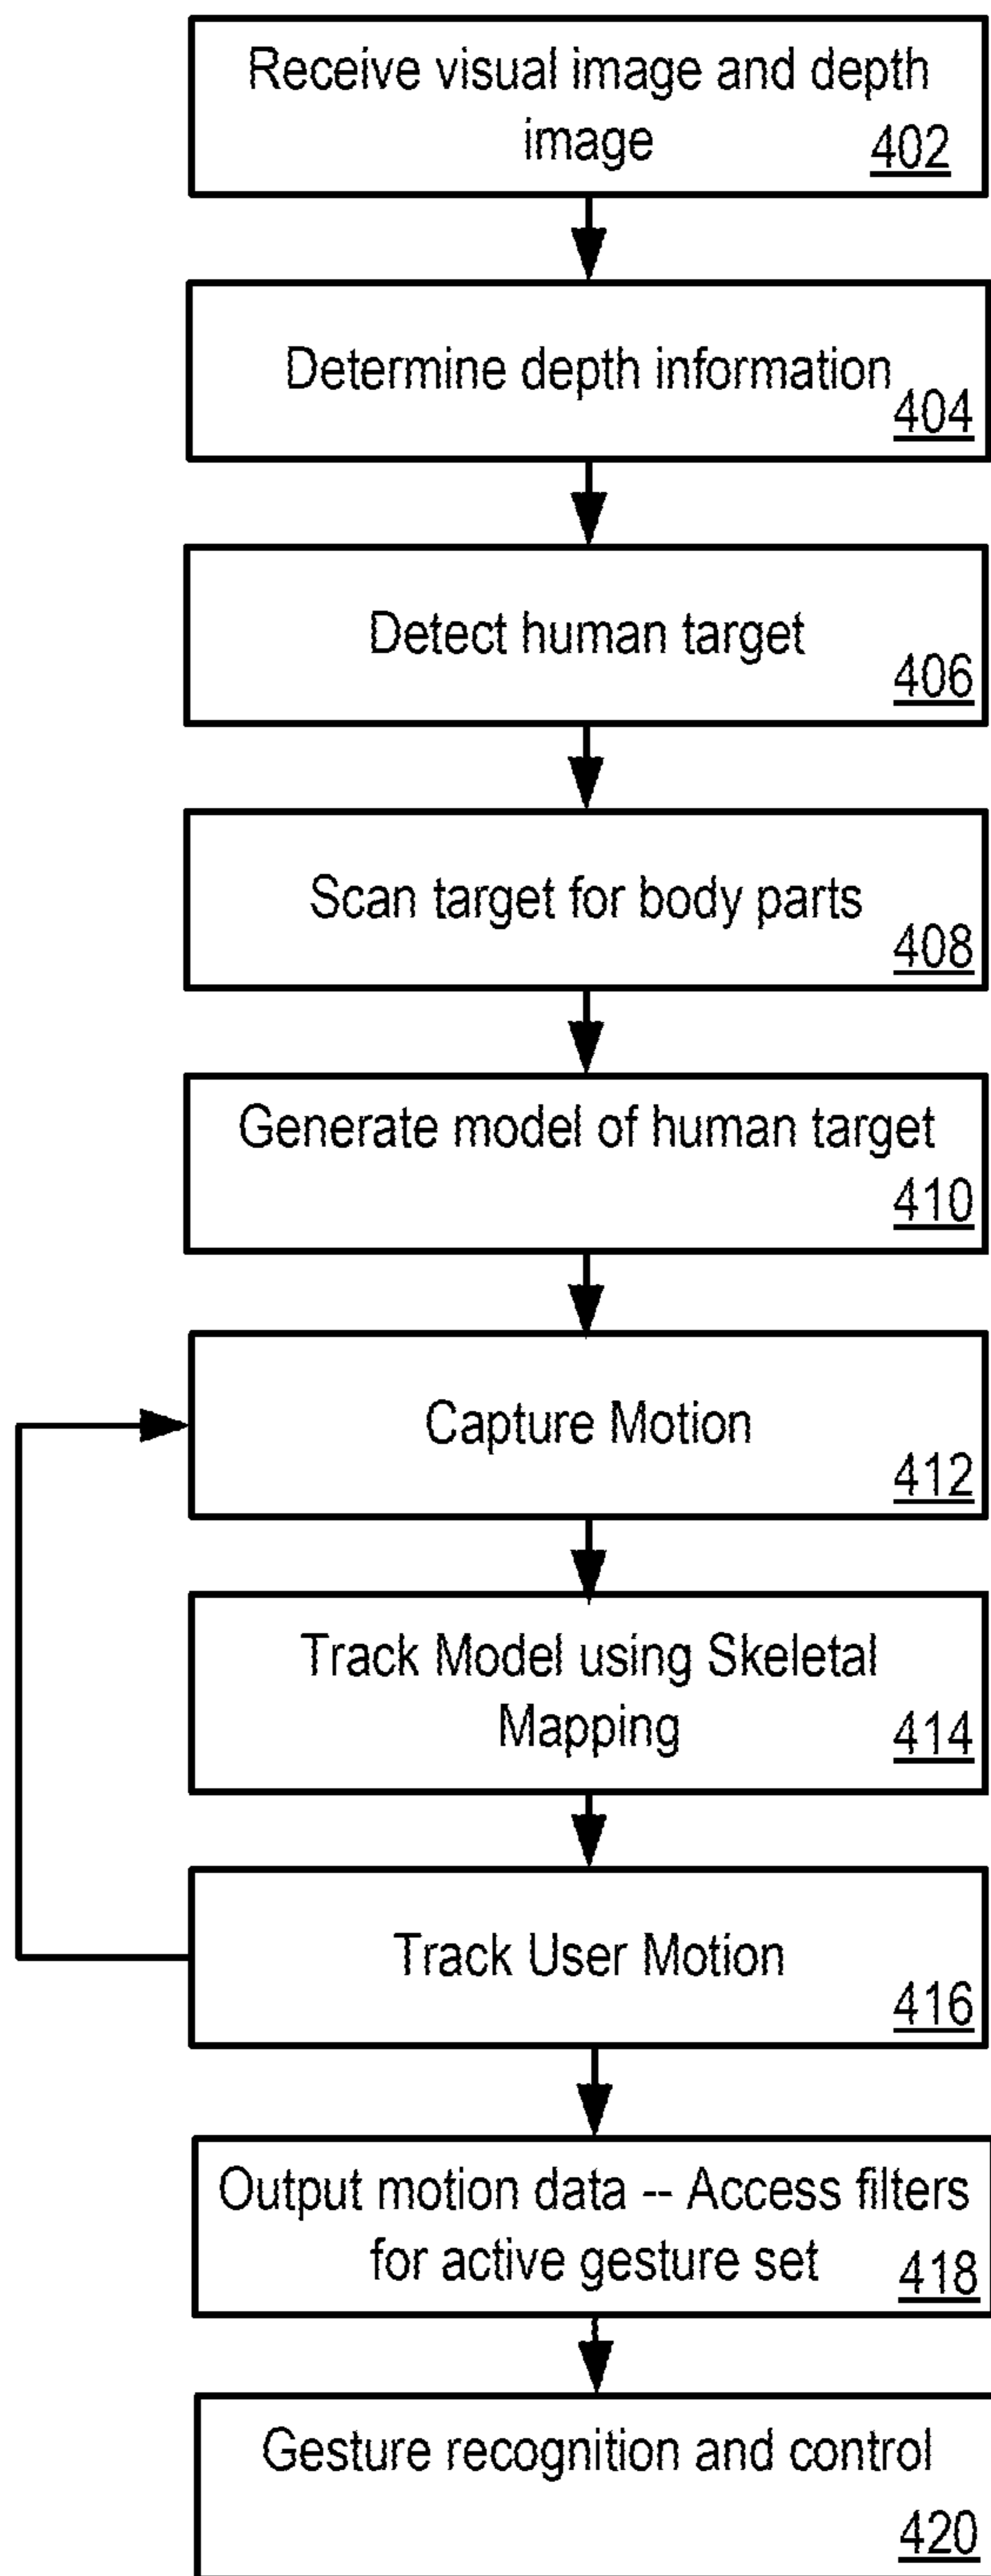 Receive visual image and depth
image
402
Determine depth information
404
Detect human target
406
Scan target for body parts
408
Generate model of human target
410
Capture Motion
412
Track Model using Skeletal
Mapping
414
Track User Motion
416
Output motion data -- Access filters
for active gesture set
418
Gesture recognition and control
420